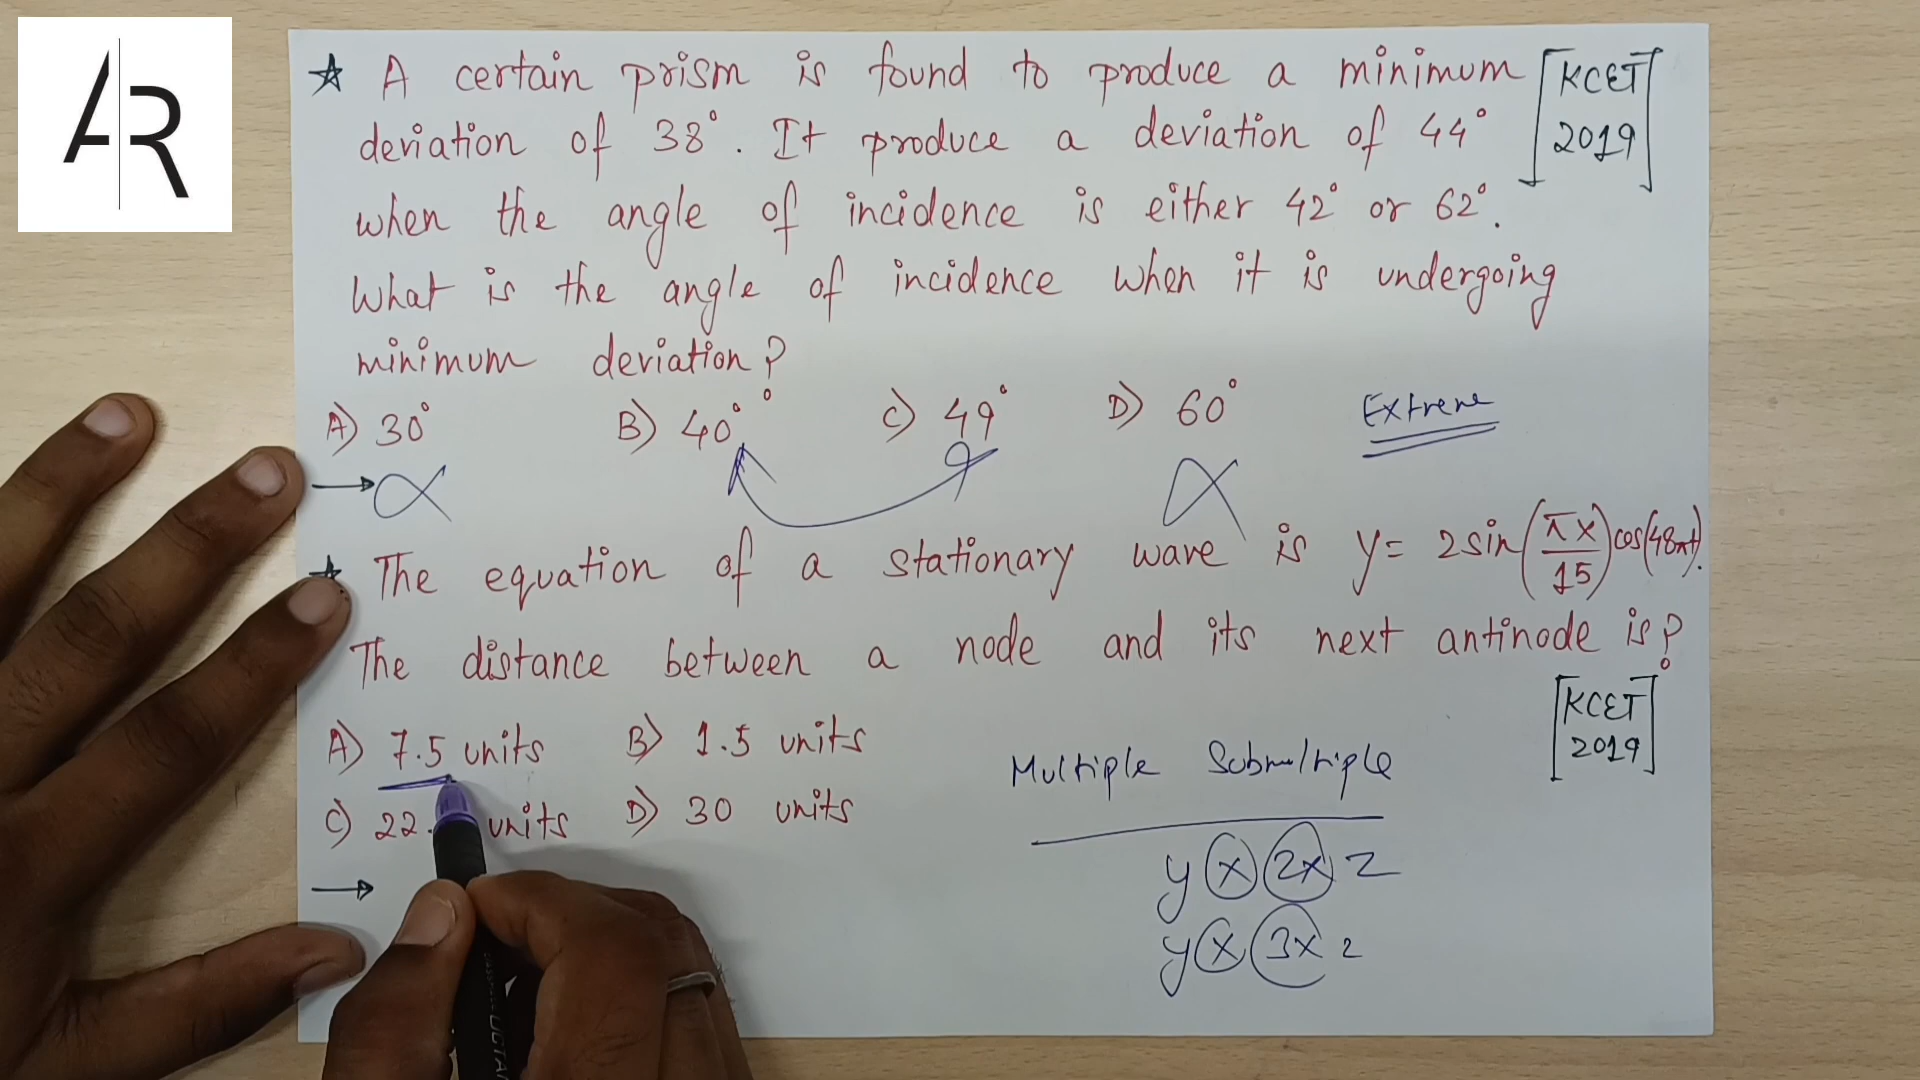 AR
☆ A certain prism is found to produce a minimum [KCET
deviation of 38°. It produce a deviation of 44° 2019]
when the angle of incidence is either 42° or 62°.
What is the angle of incidence when it is undergoing
minimum deviation?
A) 30° B) 40° C) 49° D) 60° Extreme
→
☆ The equation of a stationary wave is y = 2 sin(πx/15) cos(48πt).
The distance between a node and its next antinode is?
[KCET
2019]
A) 7.5 units B) 1.5 units
Multiple Submultiple
C) 22. units D) 30 units
y x 2x z
→
y x 3x z